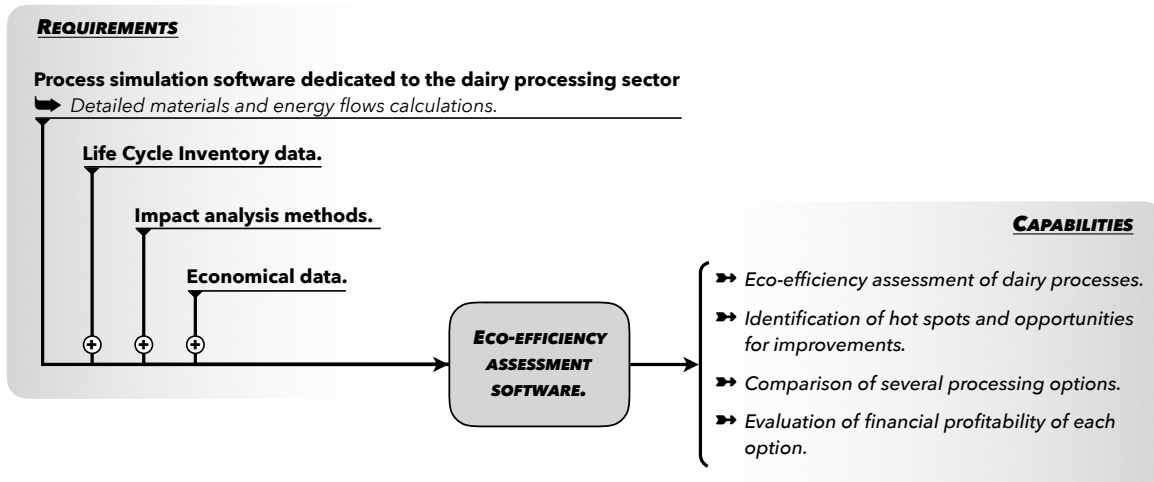 REQUIREMENTS
Process simulation software dedicated to the dairy processing sector
Detailed materials and energy flows calculations.
Life Cycle Inventory data.
Impact analysis methods.
Economical data.
ECO-EFFICIENCY
ASSESSMENT
SOFTWARE.
CAPABILITIES
Eco-efficiency assessment of dairy processes.
Identification of hot spots and opportunities
for improvements.
Comparison of several processing options.
Evaluation of financial profitability of each
option.